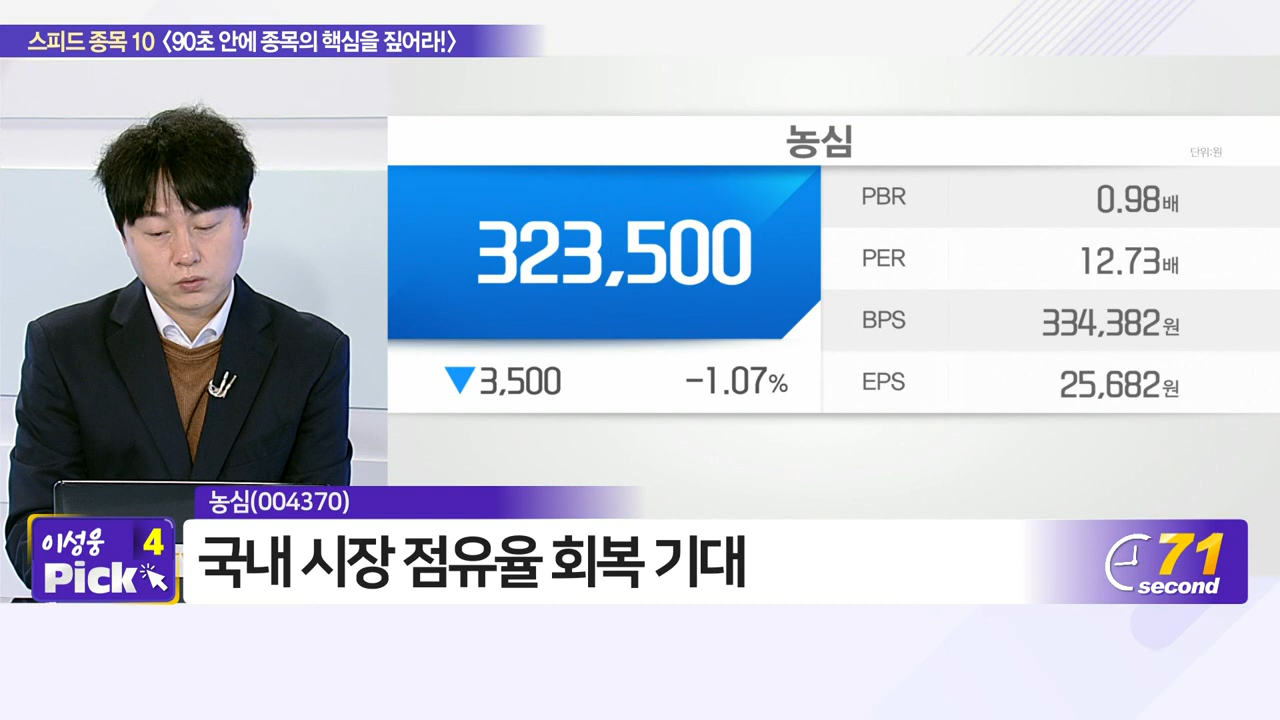 스피드 종목 10 〈90초 안에 종목의 핵심을 짚어라!〉
농심
단위:원
323,500
▼3,500 -1.07%
PBR 0.98배
PER 12.73배
BPS 334,382원
EPS 25,682원
농심(004370)
이성웅 4
Pick
국내 시장 점유율 회복 기대
71
second